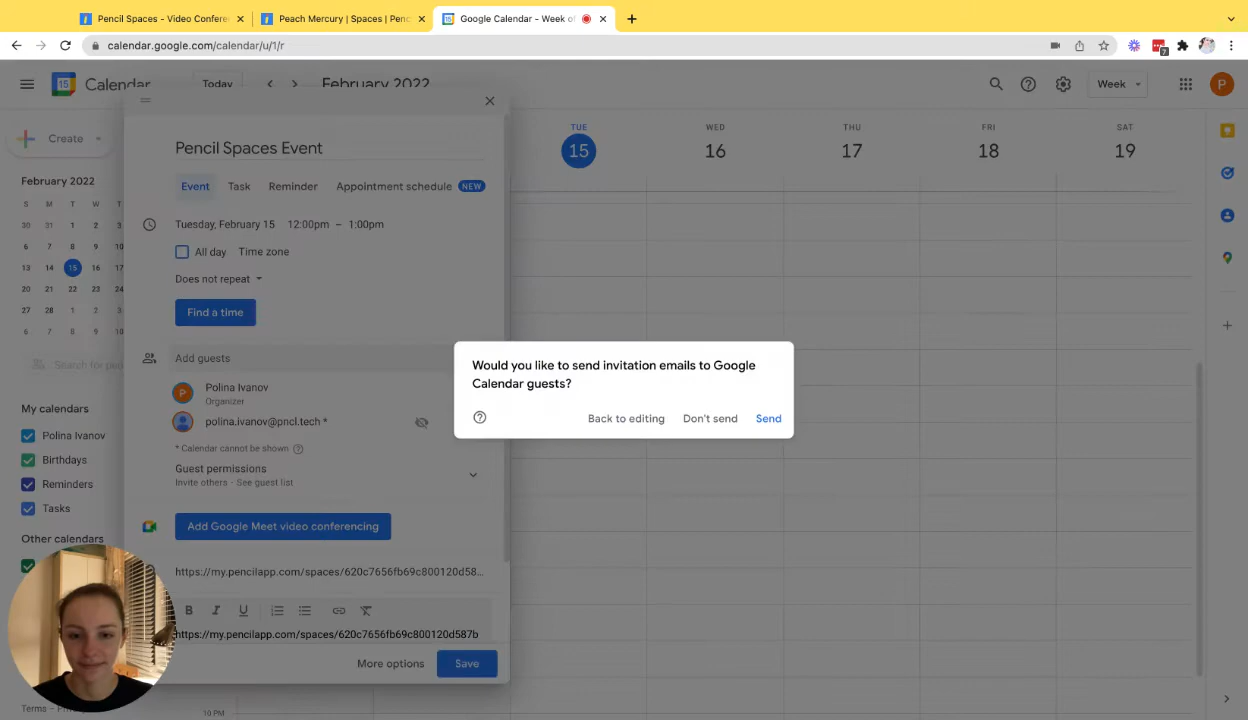 Pencil Spaces - Video Confere
Peach Mercury | Spaces | Penc
Google Calendar - Week of
calendar.google.com/calendar/u/1/r
7
15
Calendar
Today
February 2022
Week
P
Create
Pencil Spaces Event
TUE
WED
THU
FRI
SAT
15
16
17
18
19
February 2022
Event
Task
Reminder
Appointment schedule
NEW
S M T W T
30 31 1 2 3
6 7 8 9 10
13 14 15 16 17
20 21 22 23 24
27 28 1 2 3
6 7 8 9 10
Tuesday, February 15 12:00pm – 1:00pm
All day
Time zone
Does not repeat
Find a time
Add guests
Search for peo
P
Polina Ivanov
Organizer
polina.ivanov@pncl.tech *
* Calendar cannot be shown
Guest permissions
Invite others - See guest list
Would you like to send invitation emails to Google
Calendar guests?
Back to editing
Don't send
Send
My calendars
Polina Ivanov
Birthdays
Reminders
Tasks
Other calendars
Add Google Meet video conferencing
https://my.pencilapp.com/spaces/620c7656fb69c800120d58...
B I U
https://my.pencilapp.com/spaces/620c7656fb69c800120d587b
More options
Save
Terms –
10 PM